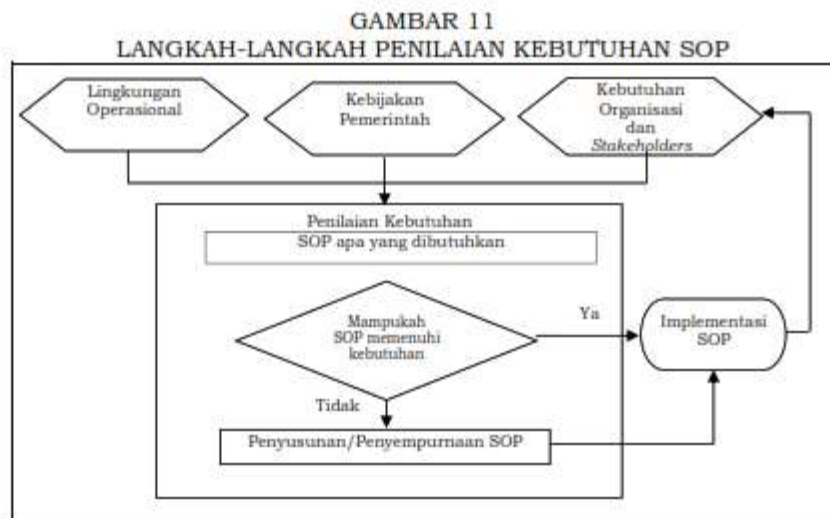 GAMBAR 11
LANGKAH-LANGKAH PENILAIAN KEBUTUHAN SOP
Lingkungan
Operasional
Kebijakan
Pemerintah
Kebutuhan
Organisasi
dan
Stakeholders
Penilaian Kebutuhan
SOP apa yang dibutuhkan
Mampukah
SOP memenuhi
kebutuhan
Ya
Implementasi
SOP
Tidak
Penyusunan/Penyempurnaan SOP